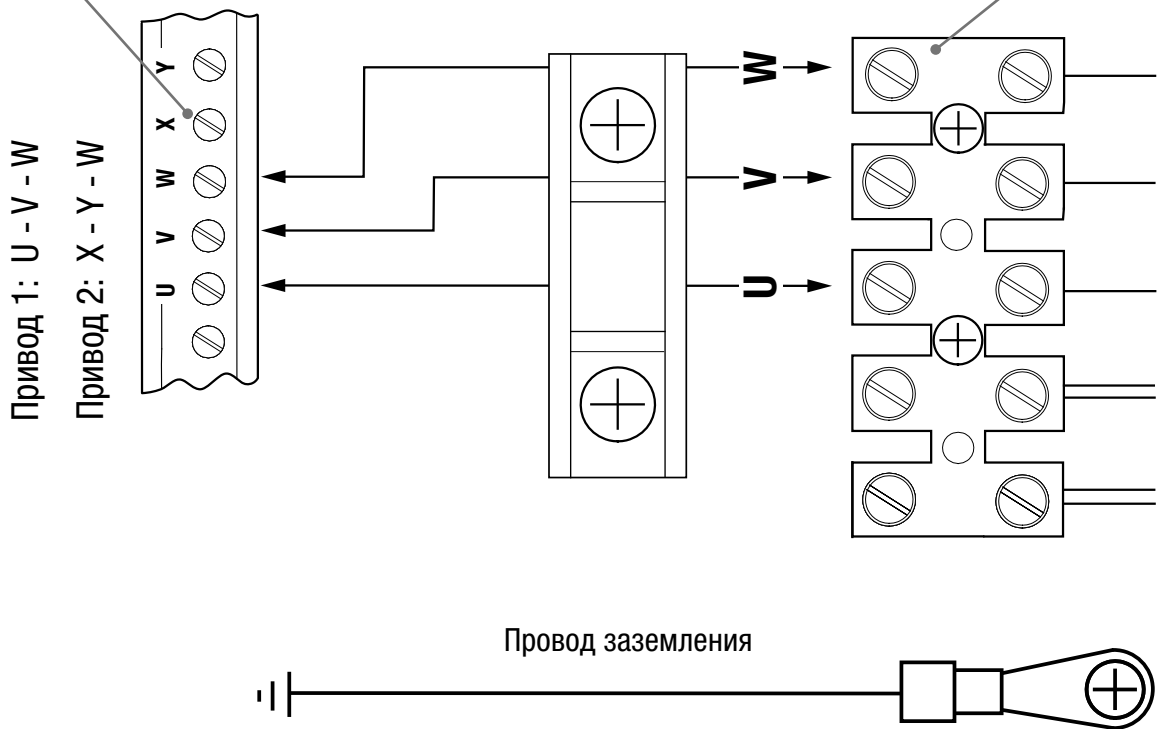 Привод 1: U - V - W
Привод 2: X - Y - W
Y
X
W
V
U
W
V
U
Провод заземления